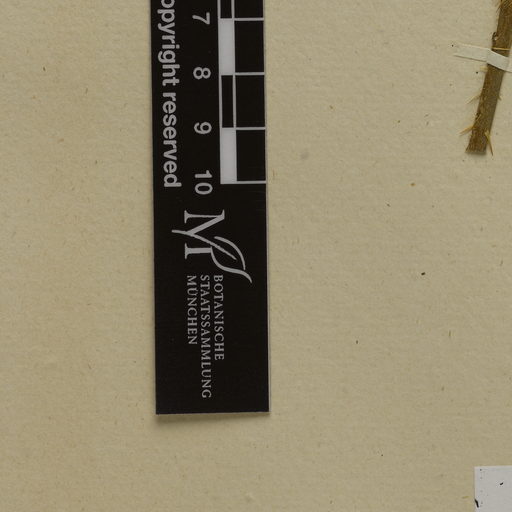 opyright reserved
7
8
9
10
BOTANISCHE
STAATSSAMMLUNG
MÜNCHEN